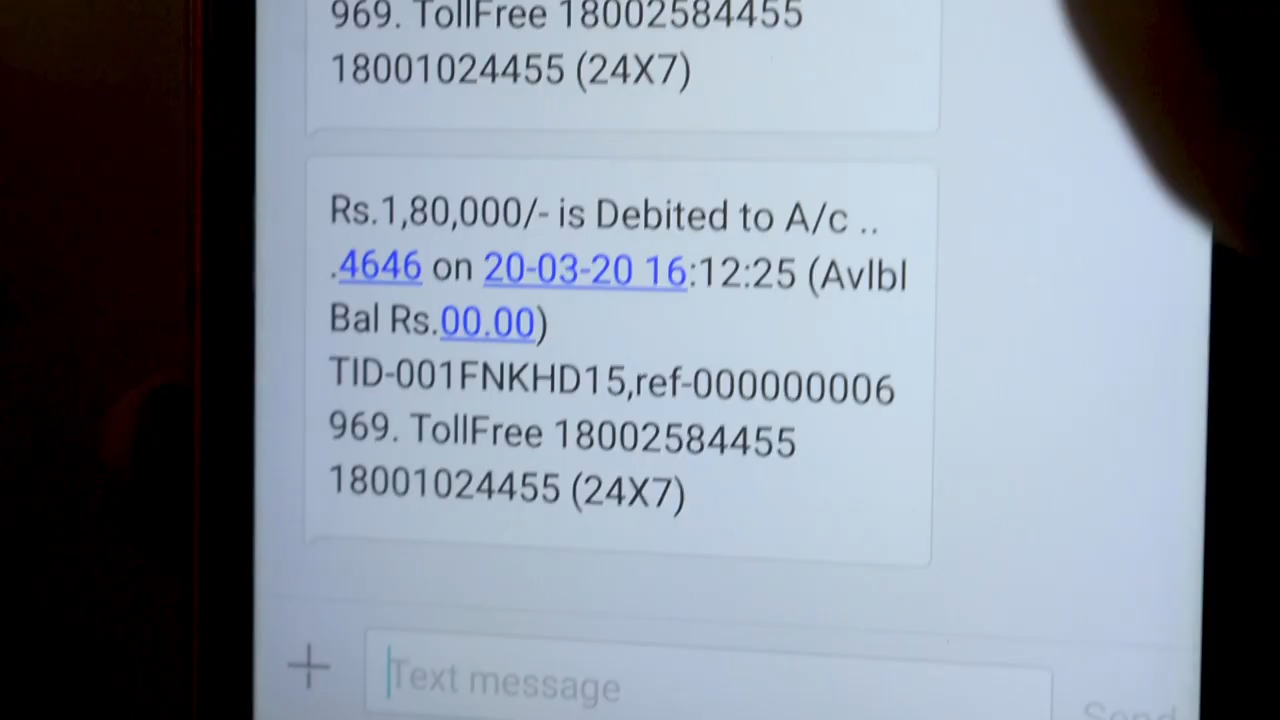 969. TollFree 18002584455
18001024455 (24X7)
Rs.1,80,000/- is Debited to A/c ..
.4646 on 20-03-20 16:12:25 (Avlbl
Bal Rs.00.00)
TID-001FNKHD15,ref-000000006
969. TollFree 18002584455
18001024455 (24X7)
Text message
Send